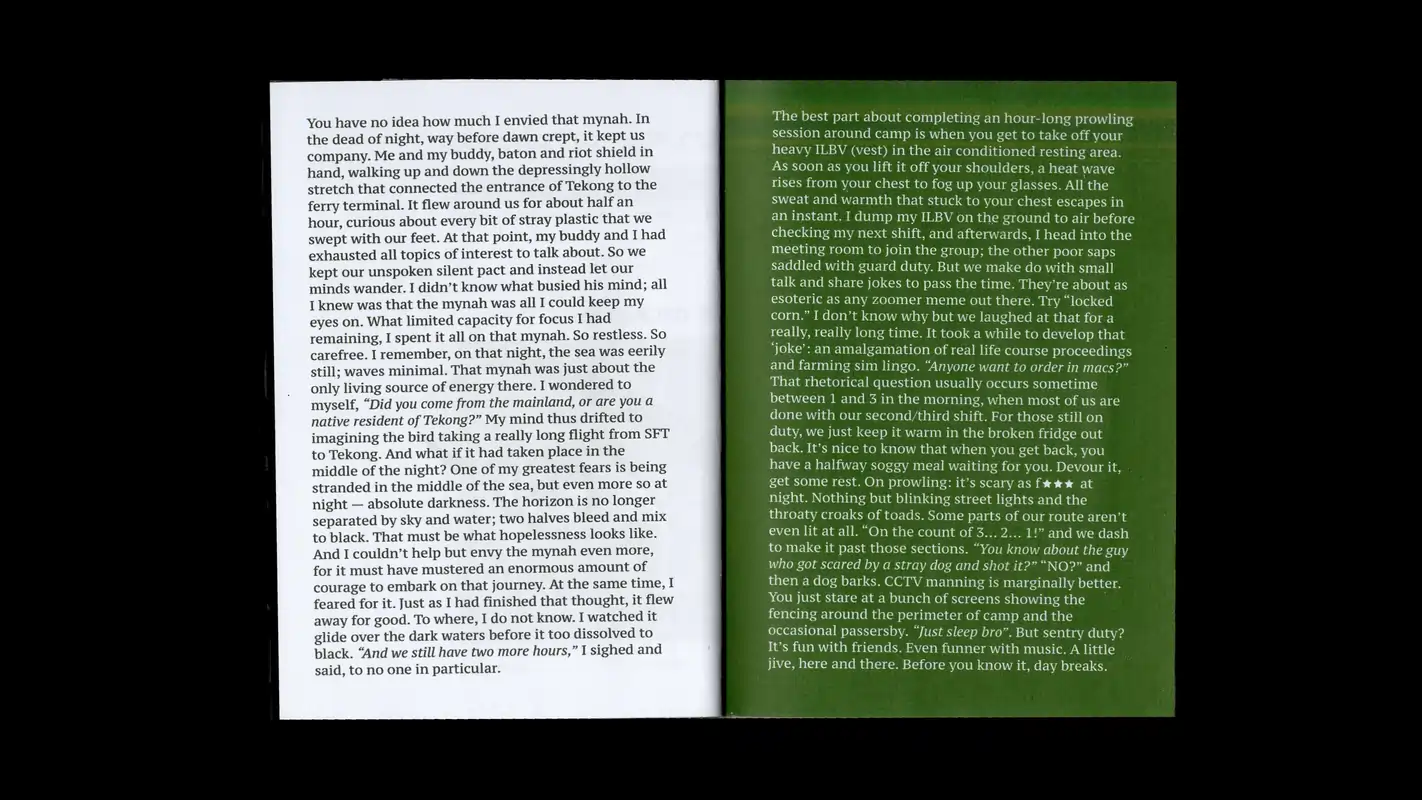 You have no idea how much I envied that mynah. In
the dead of night, way before dawn crept, it kept us
company. Me and my buddy, baton and riot shield in
hand, walking up and down the depressingly hollow
stretch that connected the entrance of Tekong to the
ferry terminal. It flew around us for about half an
hour, curious about every bit of stray plastic that we
swept with our feet. At that point, my buddy and I had
exhausted all topics of interest to talk about. So we
kept our unspoken silent pact and instead let our
minds wander. I didn’t know what busied his mind; all
I knew was that the mynah was all I could keep my
eyes on. What limited capacity for focus I had
remaining, I spent it all on that mynah. So restless. So
carefree. I remember, on that night, the sea was eerily
still; waves minimal. That mynah was just about the
only living source of energy there. I wondered to
myself, “Did you come from the mainland, or are you a
native resident of Tekong?” My mind thus drifted to
imagining the bird taking a really long flight from SFT
to Tekong. And what if it had taken place in the
middle of the night? One of my greatest fears is being
stranded in the middle of the sea, but even more so at
night — absolute darkness. The horizon is no longer
separated by sky and water; two halves bleed and mix
to black. That must be what hopelessness looks like.
And I couldn’t help but envy the mynah even more,
for it must have mustered an enormous amount of
courage to embark on that journey. At the same time, I
feared for it. Just as I had finished that thought, it flew
away for good. To where, I do not know. I watched it
glide over the dark waters before it too dissolved to
black. “And we still have two more hours,” I sighed and
said, to no one in particular.
The best part about completing an hour-long prowling
session around camp is when you get to take off your
heavy ILBV (vest) in the air conditioned resting area.
As soon as you lift it off your shoulders, a heat wave
rises from your chest to fog up your glasses. All the
sweat and warmth that stuck to your chest escapes in
an instant. I dump my ILBV on the ground to air before
checking my next shift, and afterwards, I head into the
meeting room to join the group; the other poor saps
saddled with guard duty. But we make do with small
talk and share jokes to pass the time. They’re about as
esoteric as any zoomer meme out there. Try “locked
corn.” I don’t know why but we laughed at that for a
really, really long time. It took a while to develop that
‘joke’: an amalgamation of real life course proceedings
and farming sim lingo. “Anyone want to order in macs?”
That rhetorical question usually occurs sometime
between 1 and 3 in the morning, when most of us are
done with our second/third shift. For those still on
duty, we just keep it warm in the broken fridge out
back. It’s nice to know that when you get back, you
have a halfway soggy meal waiting for you. Devour it,
get some rest. On prowling: it’s scary as f★★★ at
night. Nothing but blinking street lights and the
throaty croaks of toads. Some parts of our route aren’t
even lit at all. “On the count of 3... 2... 1!” and we dash
to make it past those sections. “You know about the guy
who got scared by a stray dog and shot it?” “NO?” and
then a dog barks. CCTV manning is marginally better.
You just stare at a bunch of screens showing the
fencing around the perimeter of camp and the
occasional passersby. “Just sleep bro”. But sentry duty?
It’s fun with friends. Even funner with music. A little
jive, here and there. Before you know it, day breaks.